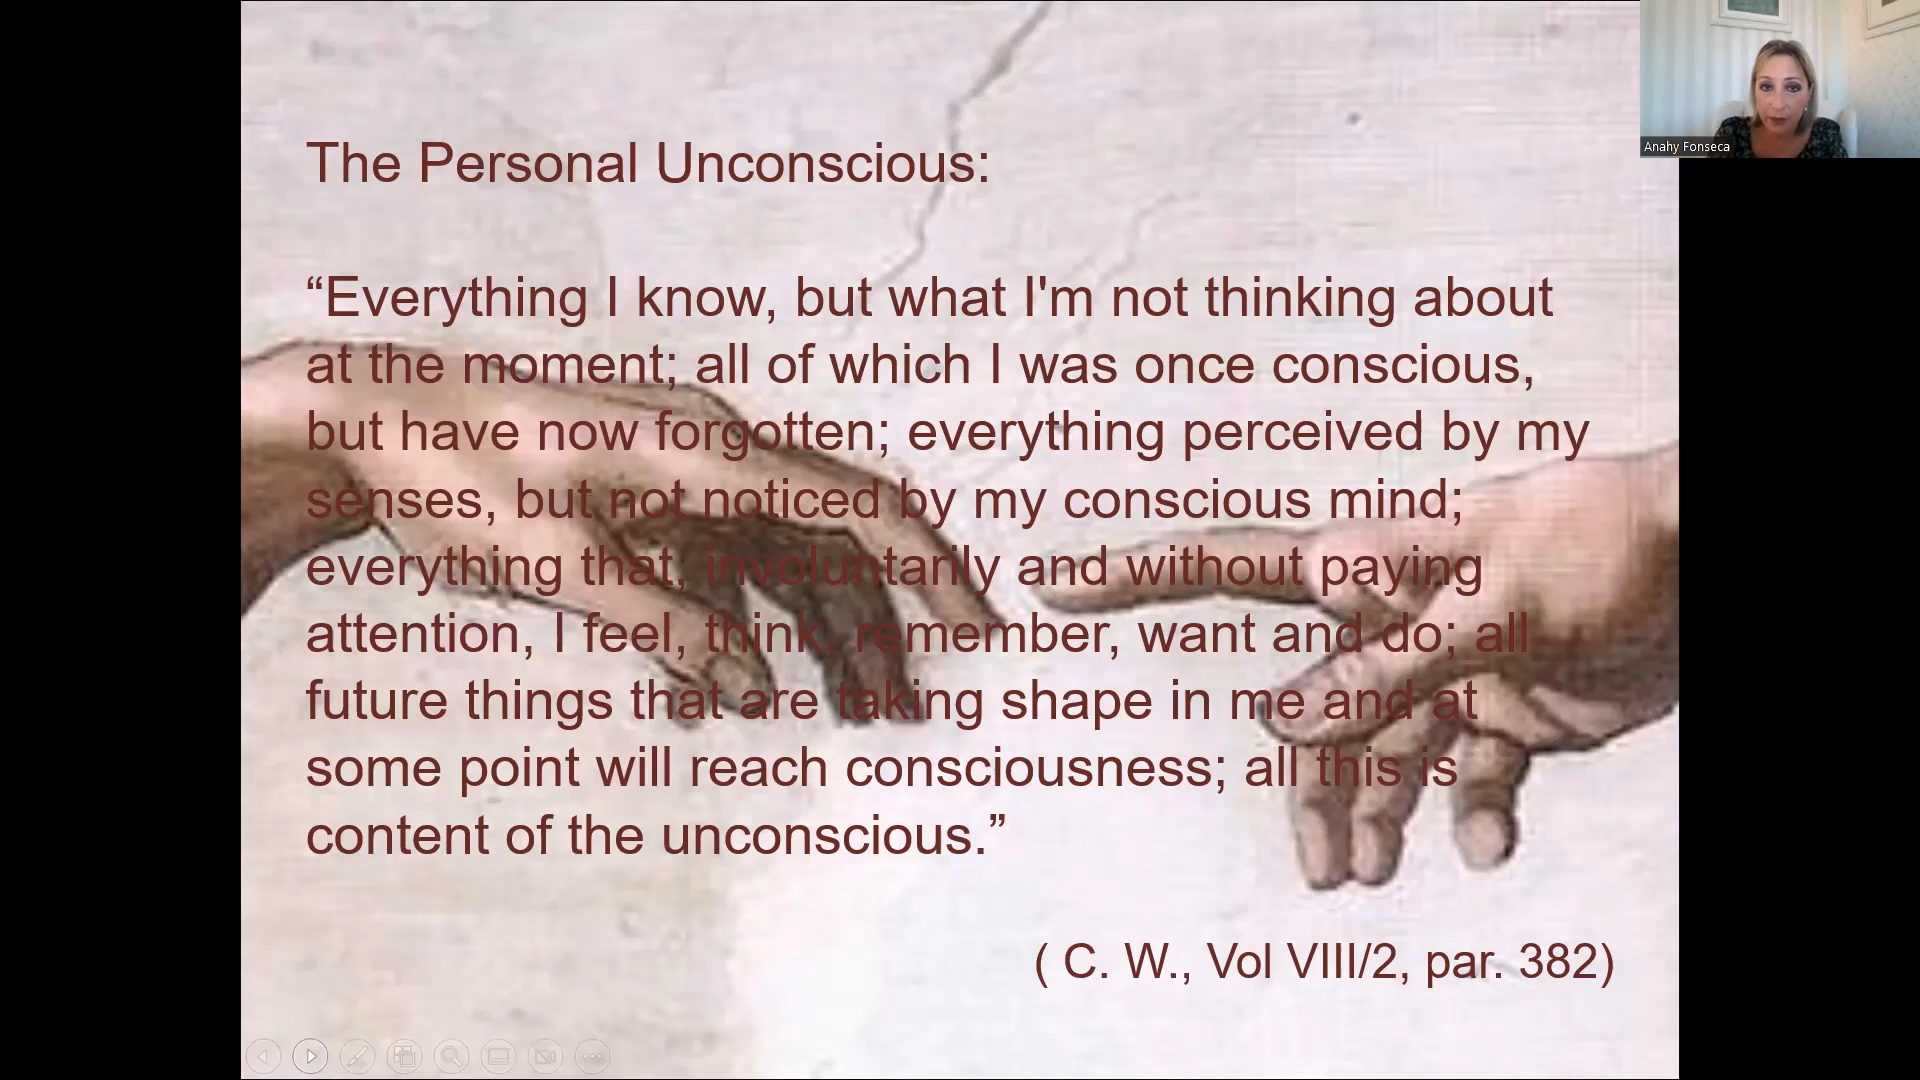 The Personal Unconscious:
“Everything I know, but what I'm not thinking about
at the moment; all of which I was once conscious,
but have now forgotten; everything perceived by my
senses, but not noticed by my conscious mind;
everything that, involuntarily and without paying
attention, I feel, think, remember, want and do; all
future things that are taking shape in me and at
some point will reach consciousness; all this is
content of the unconscious.”
( C. W., Vol VIII/2, par. 382)
Anahy Fonseca